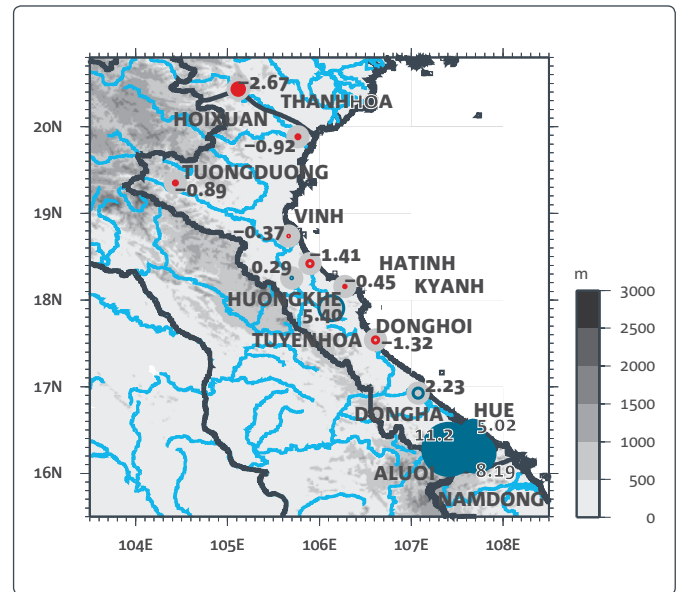 −2.67
THANHHOA
HOIXUAN
−0.92
TUONGDUONG
−0.89
VINH
−0.37
−1.41
HATINH
0.29
−0.45
KYANH
HUONGKHE
5.40
DONGHOI
TUYENHOA
−1.32
2.23
DONGHA
HUE
5.02
11.2
ALUOI
8.19
NAMDONG
20N
19N
18N
17N
16N
104E
105E
106E
107E
108E
m
3000
2500
2000
1500
1000
500
0